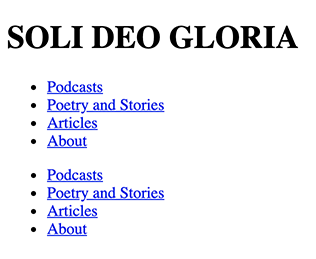 SOLI DEO GLORIA
Podcasts
Poetry and Stories
Articles
About
Podcasts
Poetry and Stories
Articles
About